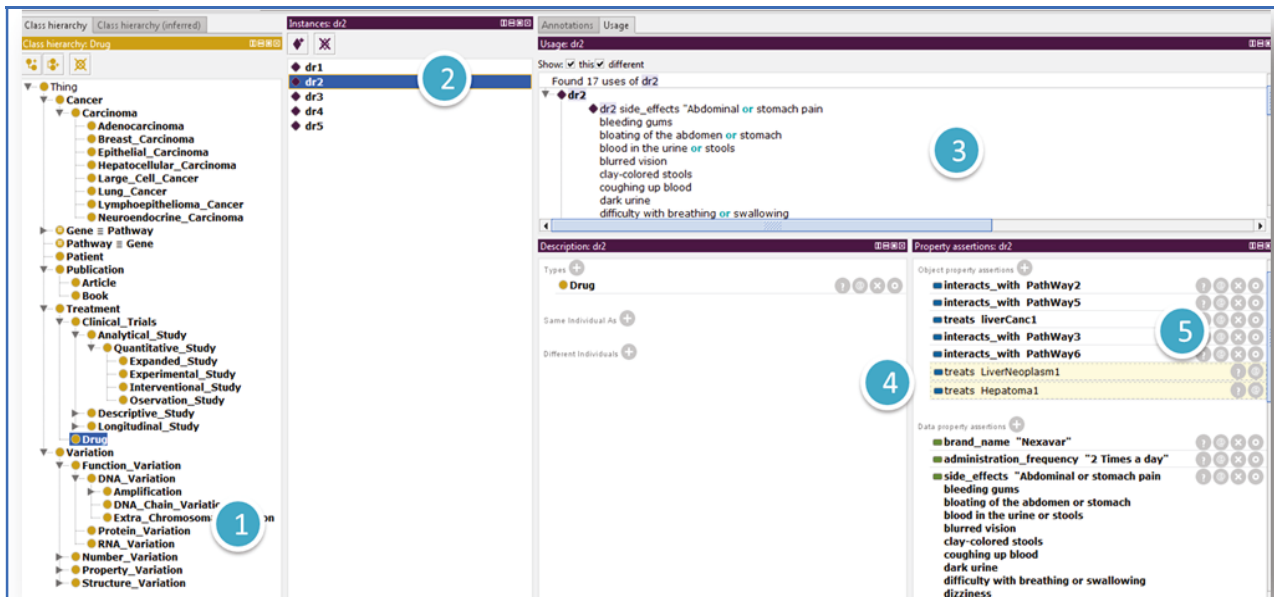 Class hierarchy Class hierarchy (inferred)
Class hierarchy: Drug
Thing
Cancer
Carcinoma
Adenocarcinoma
Breast_Carcinoma
Epithelial_Carcinoma
Hepatocellular_Carcinoma
Large_Cell_Cancer
Lung_Cancer
Lymphoepithelioma_Cancer
Neuroendocrine_Carcinoma
Gene ≡ Pathway
Pathway ≡ Gene
Patient
Publication
Article
Book
Treatment
Clinical_Trials
Analytical_Study
Quantitative_Study
Expanded_Study
Experimental_Study
Interventional_Study
Oservation_Study
Descriptive_Study
Longitudinal_Study
Drug
Variation
Function_Variation
DNA_Variation
Amplification
DNA_Chain_Variatio
Extra_Chromosoma on
Protein_Variation
RNA_Variation
Number_Variation
Property_Variation
Structure_Variation
1
Instances: dr2
dr1
dr2
dr3
dr4
dr5
2
Annotations Usage
Usage: dr2
Show: this different
Found 17 uses of dr2
dr2
dr2 side_effects "Abdominal or stomach pain
bleeding gums
bloating of the abdomen or stomach
blood in the urine or stools
blurred vision
clay-colored stools
coughing up blood
dark urine
difficulty with breathing or swallowing
3
Description: dr2
Types
Drug
Same Individual As
Different Individuals
4
Property assertions: dr2
Object property assertions
interacts_with PathWay2
interacts_with PathWay5
treats liverCanc1
interacts_with PathWay3
interacts_with PathWay6
treats LiverNeoplasm1
treats Hepatoma1
5
Data property assertions
brand_name "Nexavar"
administration_frequency "2 Times a day"
side_effects "Abdominal or stomach pain
bleeding gums
bloating of the abdomen or stomach
blood in the urine or stools
blurred vision
clay-colored stools
coughing up blood
dark urine
difficulty with breathing or swallowing
dizziness